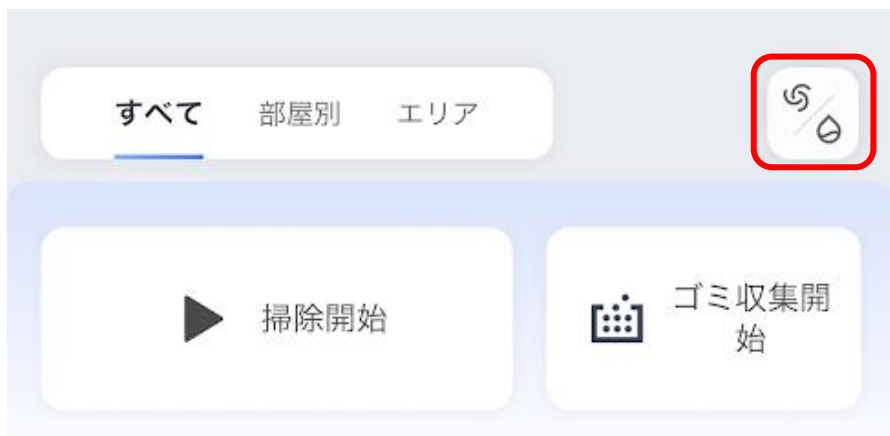 すべて 部屋別 エリア
掃除開始
ゴミ収集開
始